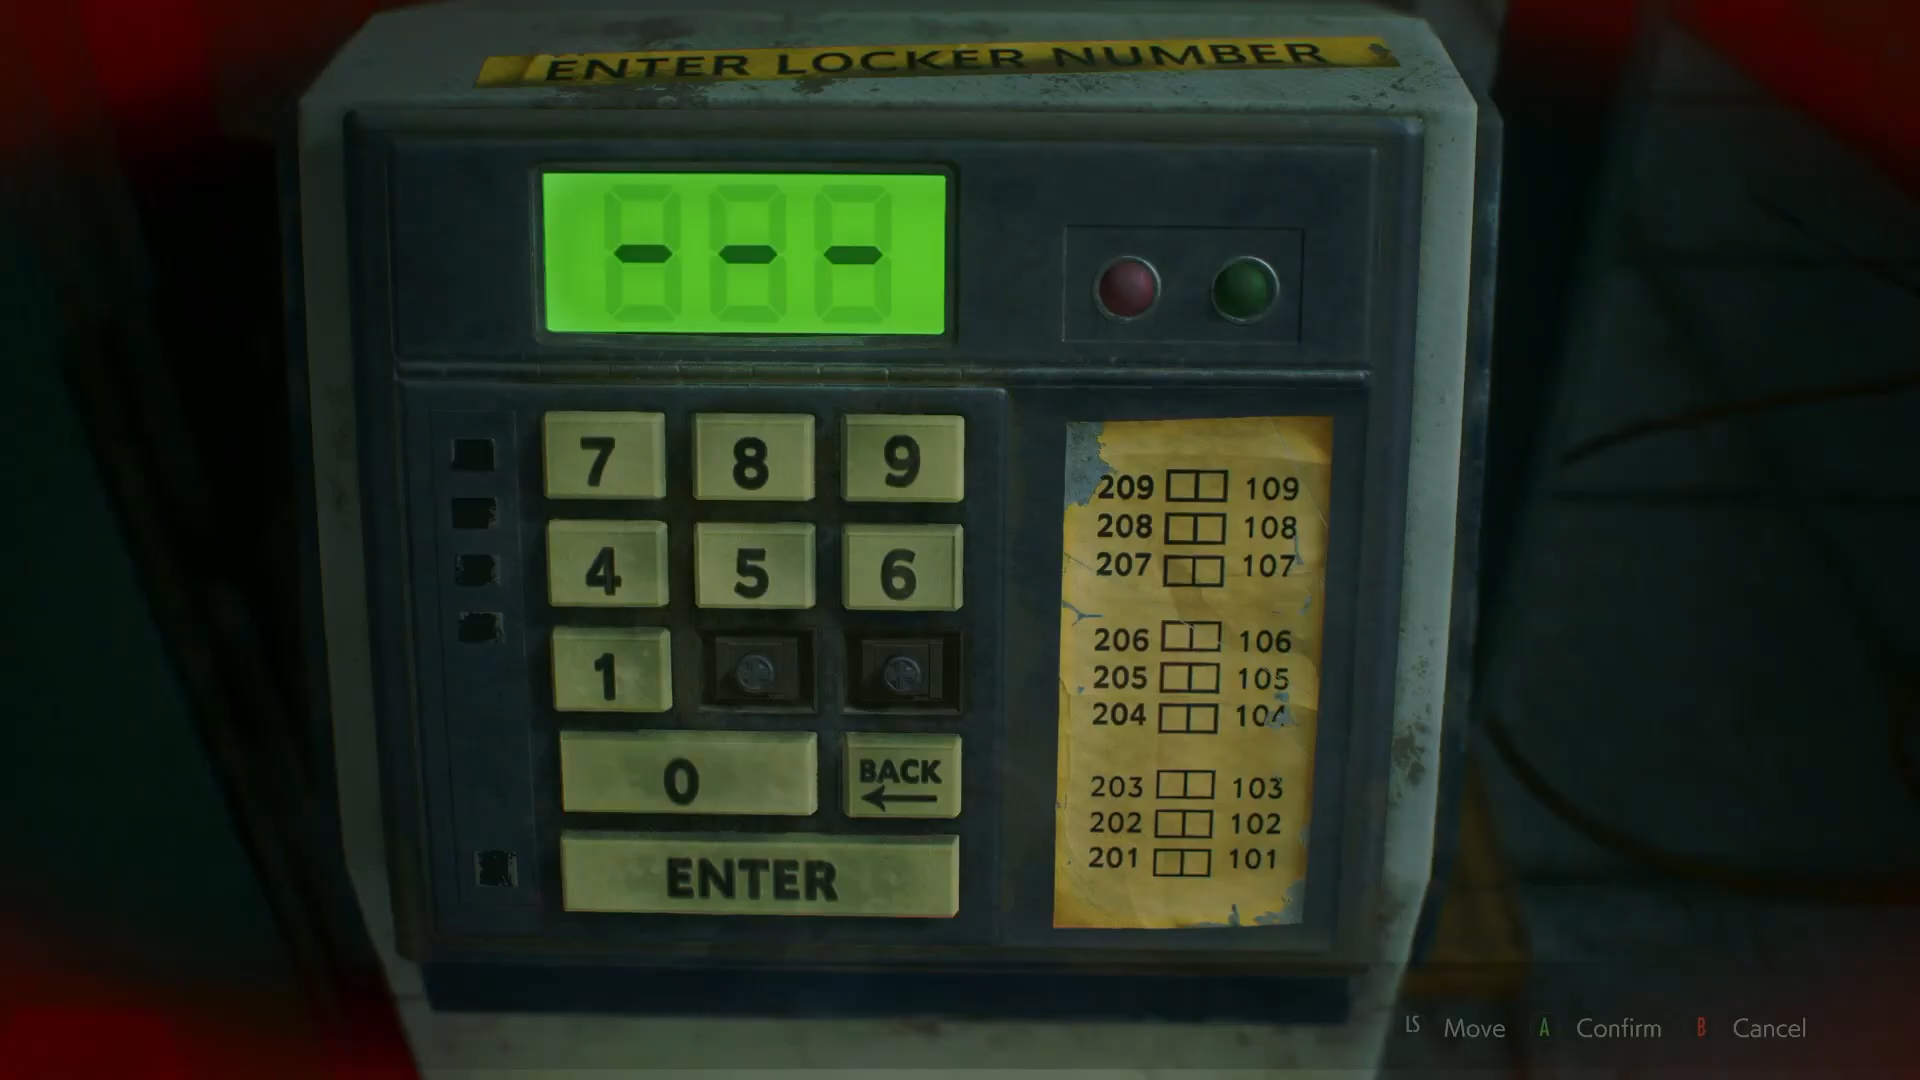 ENTER LOCKER NUMBER
- - -
7 8 9
4 5 6
1
0 BACK
ENTER
209 109
208 108
207 107
206 106
205 105
204 104
203 103
202 102
201 101
LS Move A Confirm B Cancel